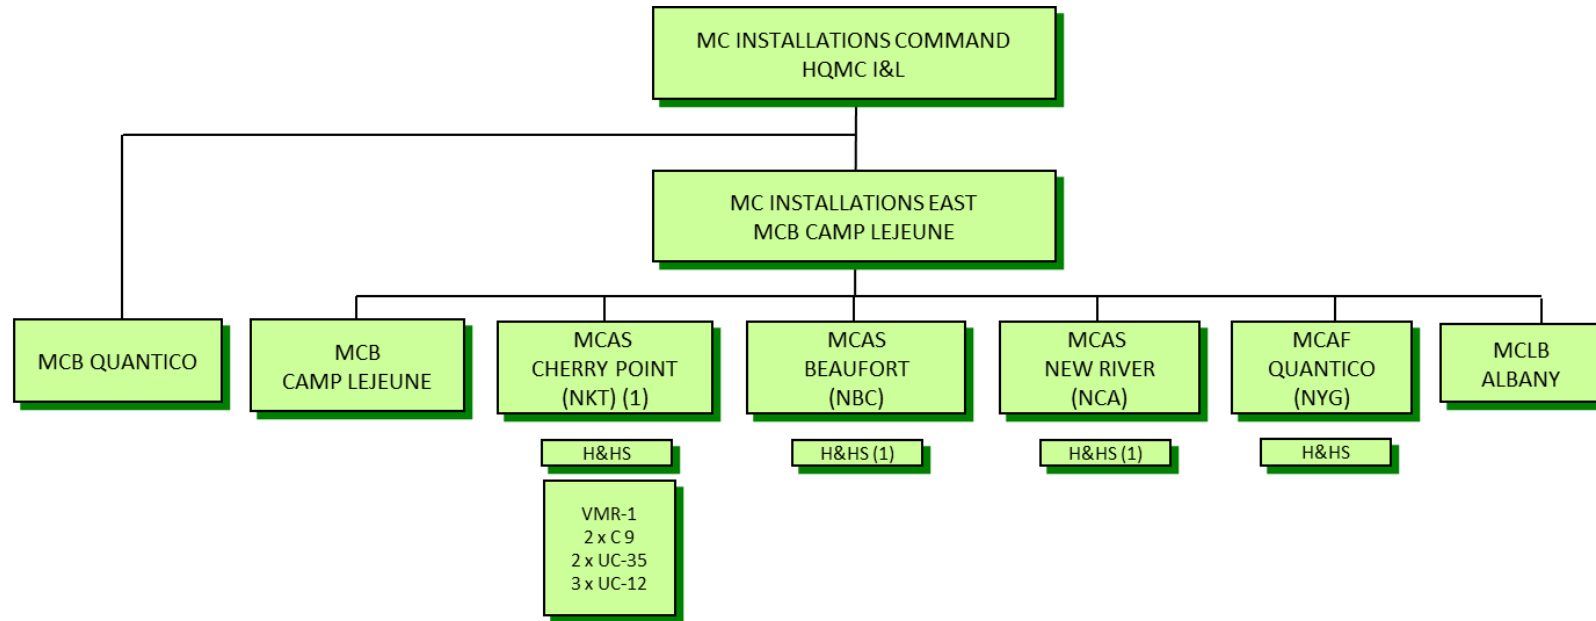 MC INSTALLATIONS COMMAND
HQMC I&L
MC INSTALLATIONS EAST
MCB CAMP LEJEUNE
MCB QUANTICO
MCB
CAMP LEJEUNE
MCAS
CHERRY POINT
(NKT) (1)
MCAS
BEAUFORT
(NBC)
MCAS
NEW RIVER
(NCA)
MCAF
QUANTICO
(NYG)
MCLB
ALBANY
H&HS
H&HS (1)
H&HS (1)
H&HS
VMR-1
2 x C 9
2 x UC-35
3 x UC-12